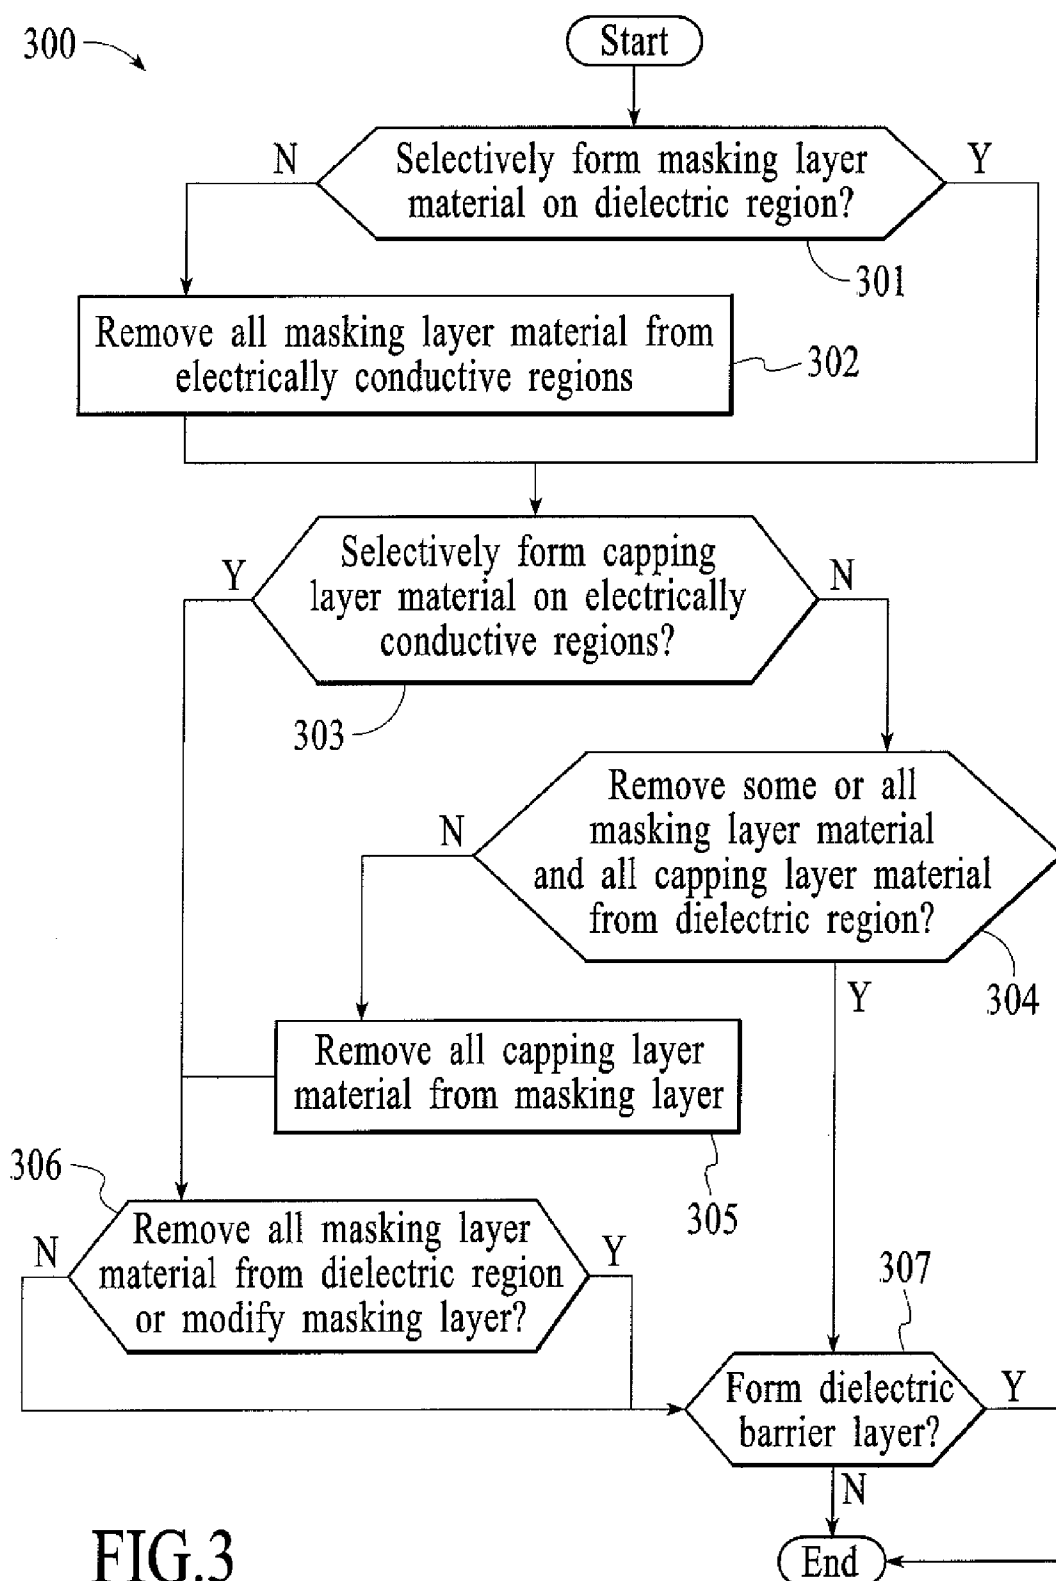 300
Start
N
Selectively form masking layer
material on dielectric region?
Y
301
Remove all masking layer material from
electrically conductive regions
302
Y
Selectively form capping
layer material on electrically
conductive regions?
N
303
N
Remove some or all
masking layer material
and all capping layer material
from dielectric region?
304
Y
Remove all capping layer
material from masking layer
305
306
N
Remove all masking layer
material from dielectric region
or modify masking layer?
Y
307
Form dielectric
barrier layer?
Y
N
End
FIG.3